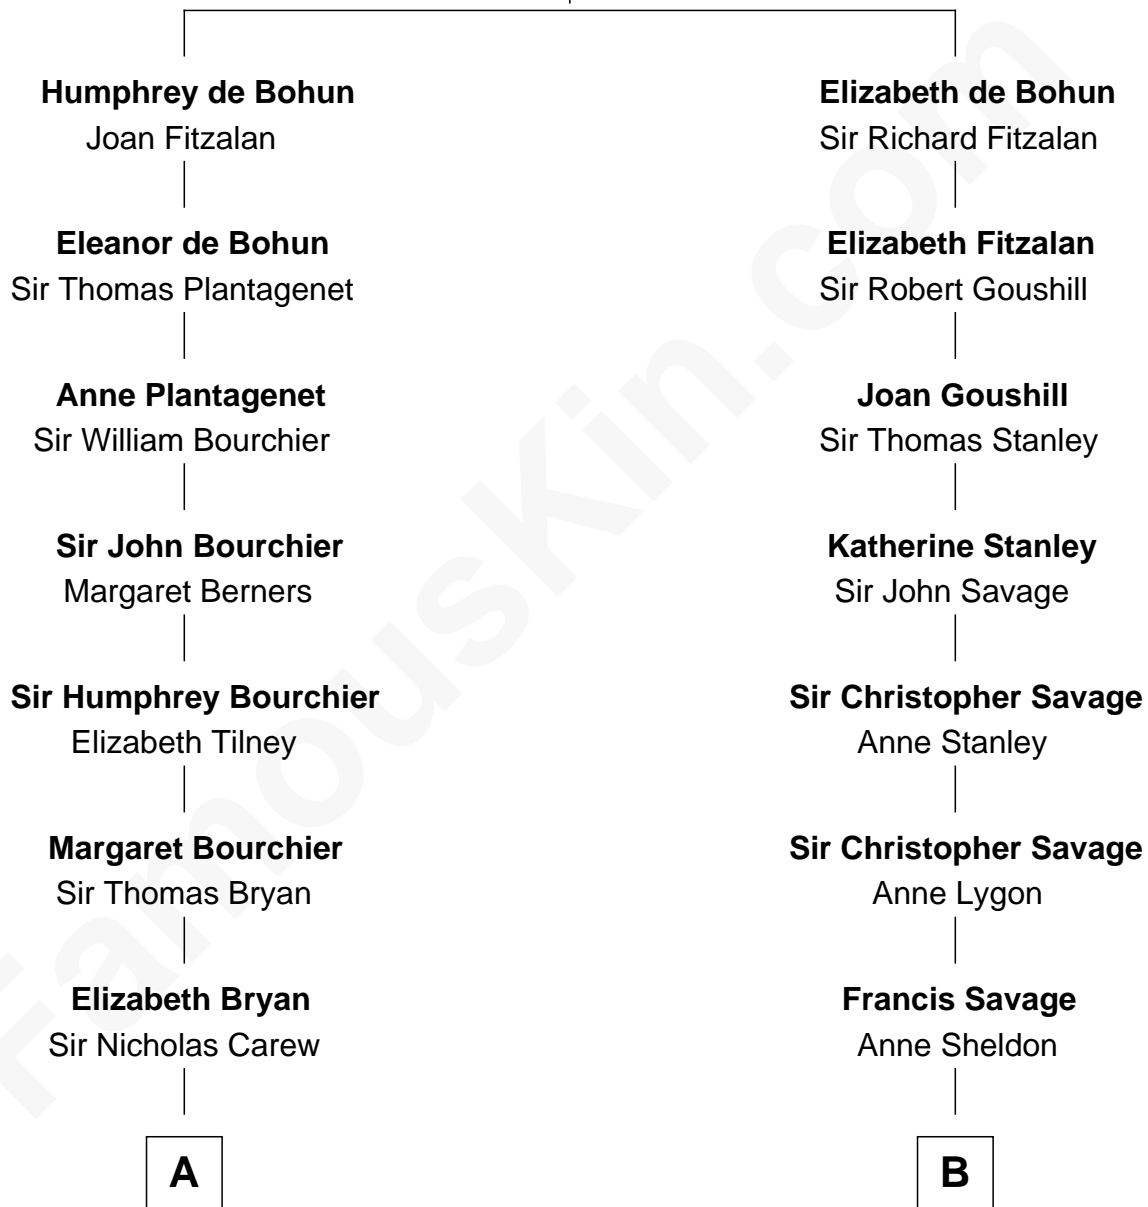 Humphrey de Bohun
Joan Fitzalan
Eleanor de Bohun
Sir Thomas Plantagenet
Anne Plantagenet
Sir William Bourchier
Sir John Bourchier
Margaret Berners
Sir Humphrey Bourchier
Elizabeth Tilney
Margaret Bourchier
Sir Thomas Bryan
Elizabeth Bryan
Sir Nicholas Carew
A
Elizabeth de Bohun
Sir Richard Fitzalan
Elizabeth Fitzalan
Sir Robert Goushill
Joan Goushill
Sir Thomas Stanley
Katherine Stanley
Sir John Savage
Sir Christopher Savage
Anne Stanley
Sir Christopher Savage
Anne Lygon
Francis Savage
Anne Sheldon
B
FamousKin.com